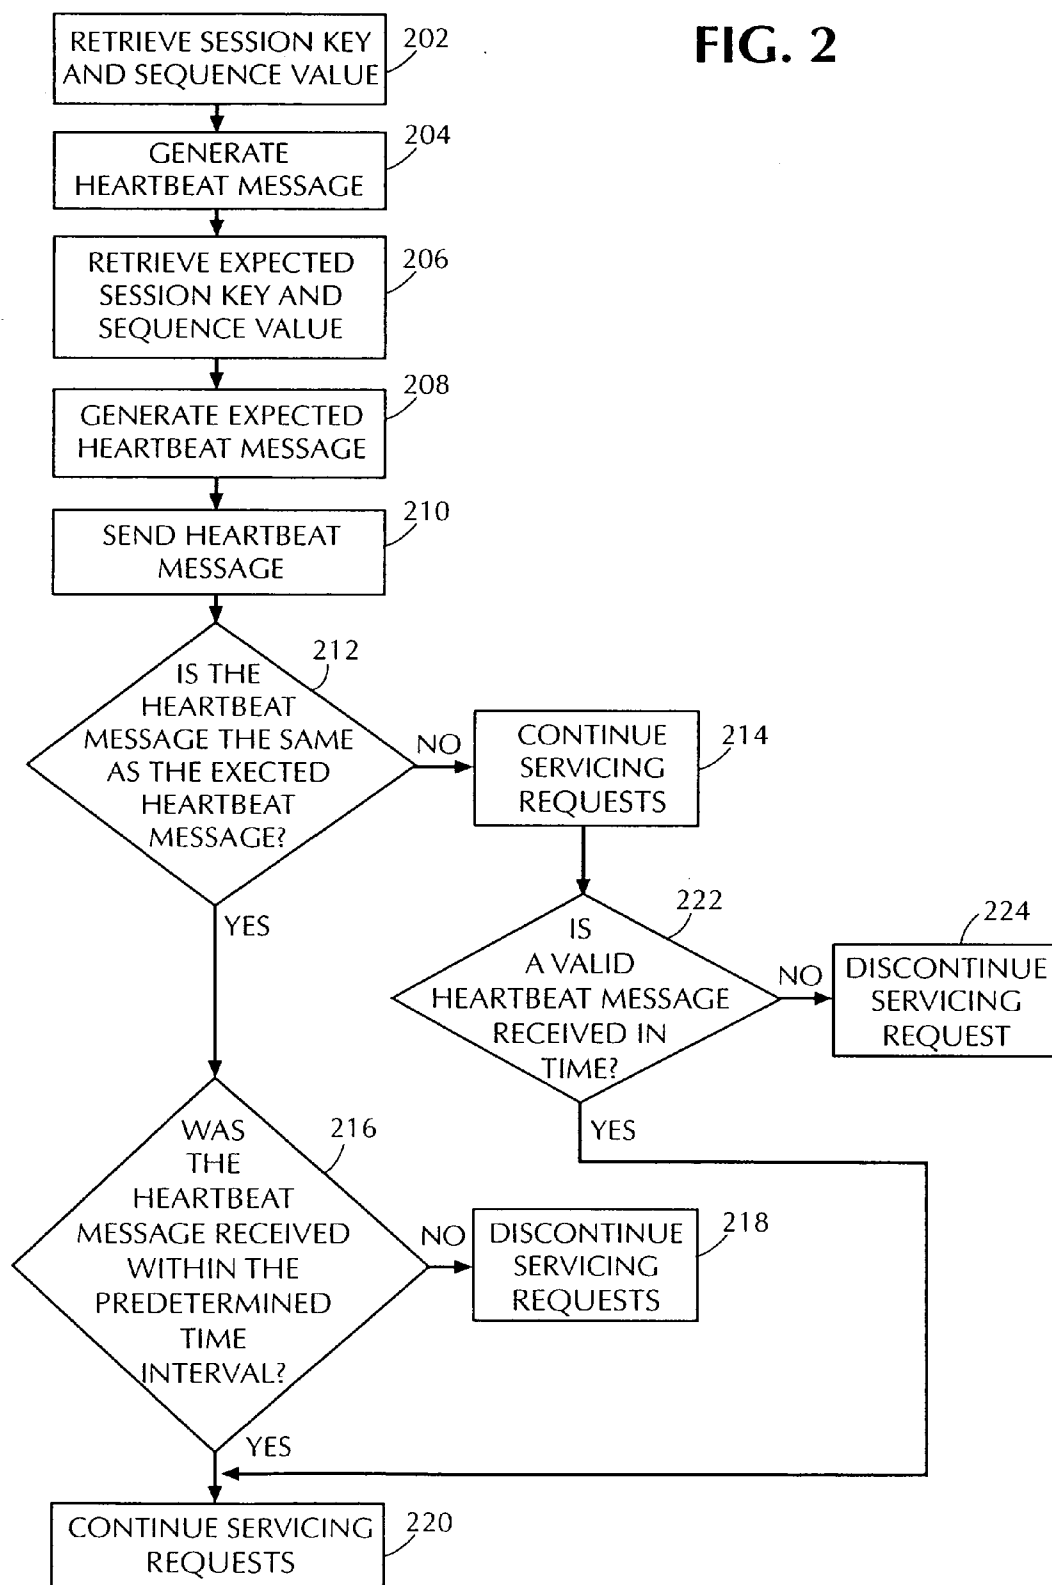 FIG. 2
RETRIEVE SESSION KEY
AND SEQUENCE VALUE
202
GENERATE
HEARTBEAT MESSAGE
204
RETRIEVE EXPECTED
SESSION KEY AND
SEQUENCE VALUE
206
GENERATE EXPECTED
HEARTBEAT MESSAGE
208
SEND HEARTBEAT
MESSAGE
210
IS THE
HEARTBEAT
MESSAGE THE SAME
AS THE EXECTED
HEARTBEAT
MESSAGE?
212
NO
CONTINUE
SERVICING
REQUESTS
214
YES
IS
A VALID
HEARTBEAT MESSAGE
RECEIVED IN
TIME?
222
NO
DISCONTINUE
SERVICING
REQUEST
224
YES
WAS
THE
HEARTBEAT
MESSAGE RECEIVED
WITHIN THE
PREDETERMINED
TIME
INTERVAL?
216
NO
DISCONTINUE
SERVICING
REQUESTS
218
YES
CONTINUE SERVICING
REQUESTS
220